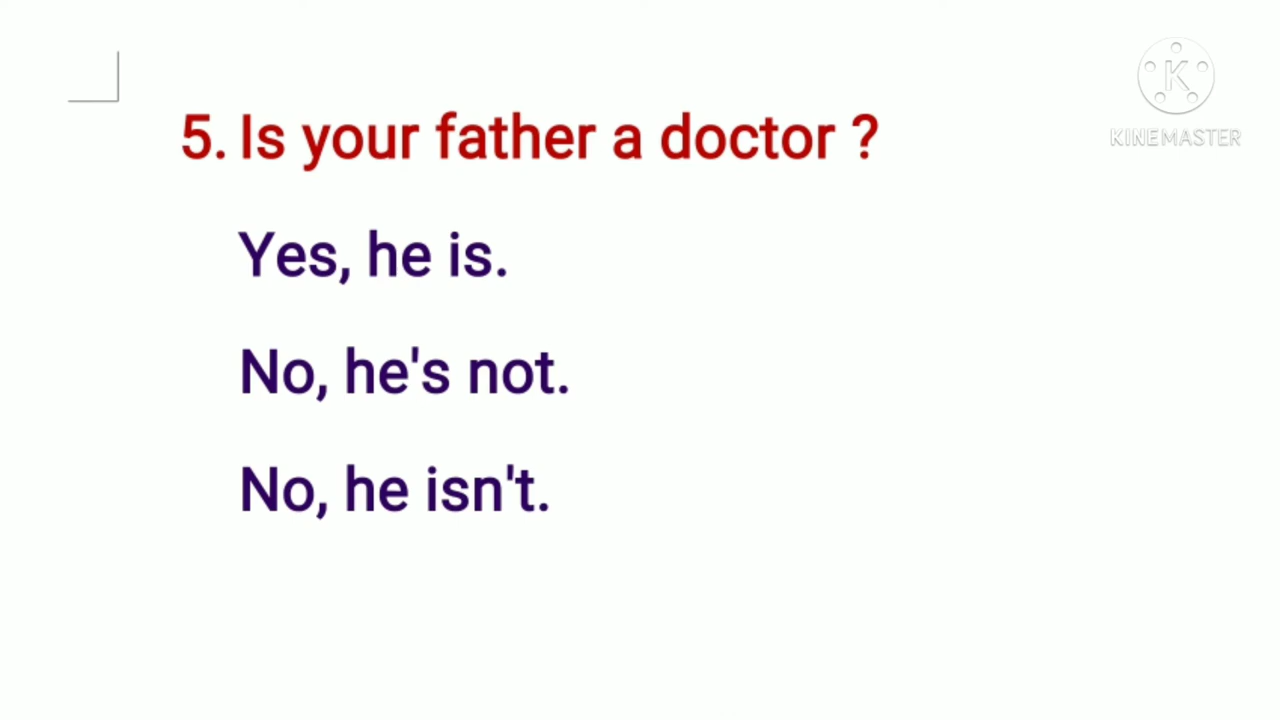 5. Is your father a doctor ?
Yes, he is.
No, he's not.
No, he isn't.
K
KINEMASTER